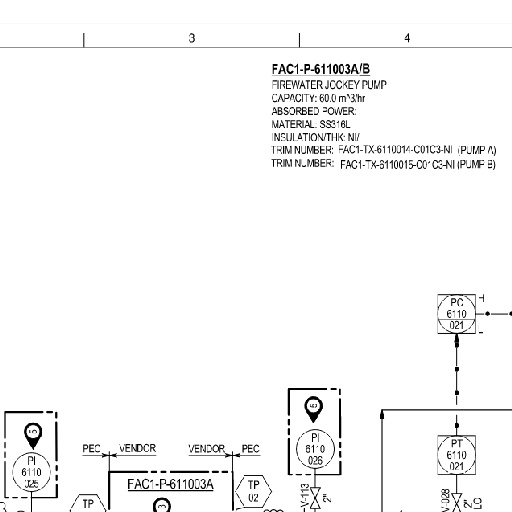 3
4
FAC1-P-611003A/B
FIREWATER JOCKEY PUMP
CAPACITY: 60.0 m^3/hr
ABSORBED POWER:
MATERIAL: SS316L
INSULATION/THK: NI/
TRIM NUMBER: FAC1-TX-6110014-C01C3-NI (PUMP A)
TRIM NUMBER: FAC1-TX-6110015-C01C3-NI (PUMP B)
PC
6110
021
H
PI
6110
025
PEC
VENDOR
VENDOR
PEC
PI
6110
026
PT
6110
021
FAC1-P-611003A
TP
TP
02
V-113
V-028
2"
2"